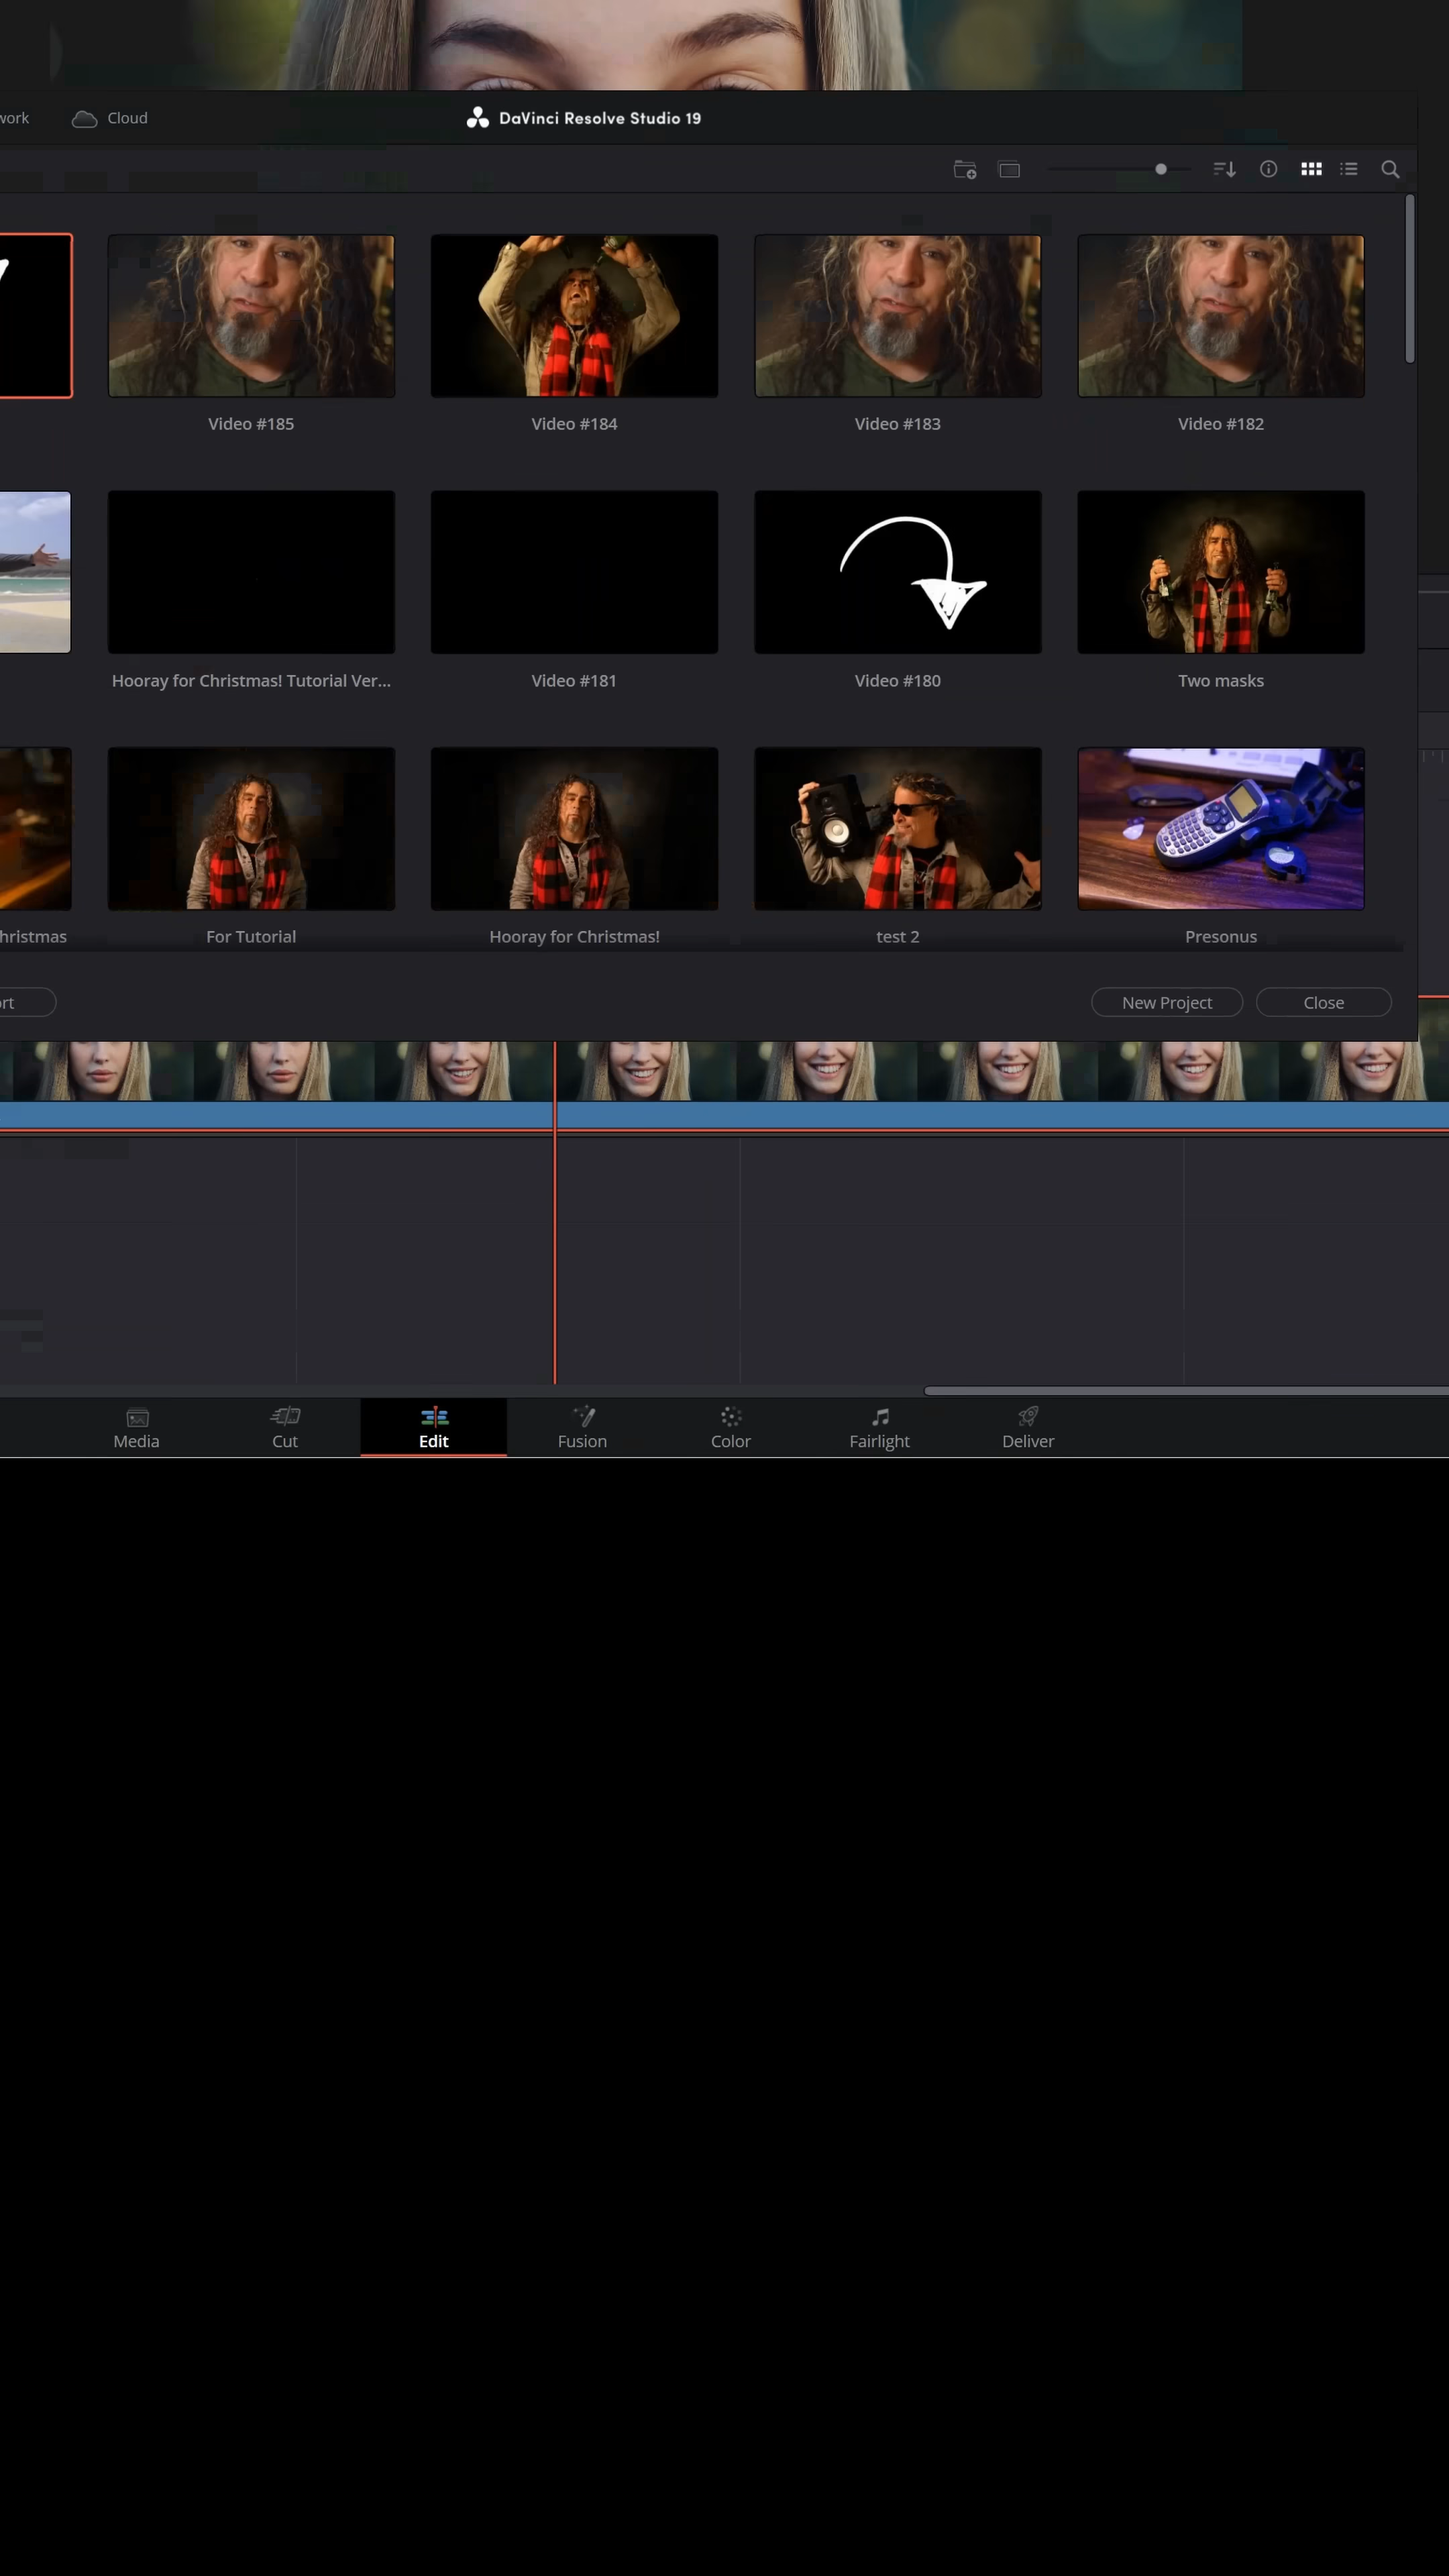 work Cloud DaVinci Resolve Studio 19
Video #185 Video #184 Video #183 Video #182
Hooray for Christmas! Tutorial Ver... Video #181 Video #180 Two masks
hristmas For Tutorial Hooray for Christmas! test 2 Presonus
ort New Project Close
Media Cut Edit Fusion Color Fairlight Deliver